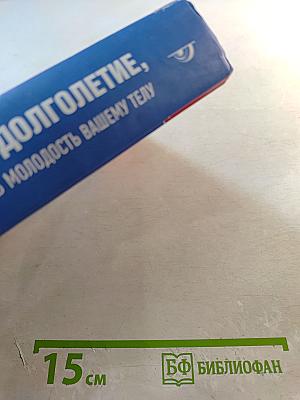 ДОЛГОЛЕТИЕ,
МОЛОДОСТЬ ВАШЕМУ ТЕЛУ
15 СМ
БФ БИБЛИОФАН